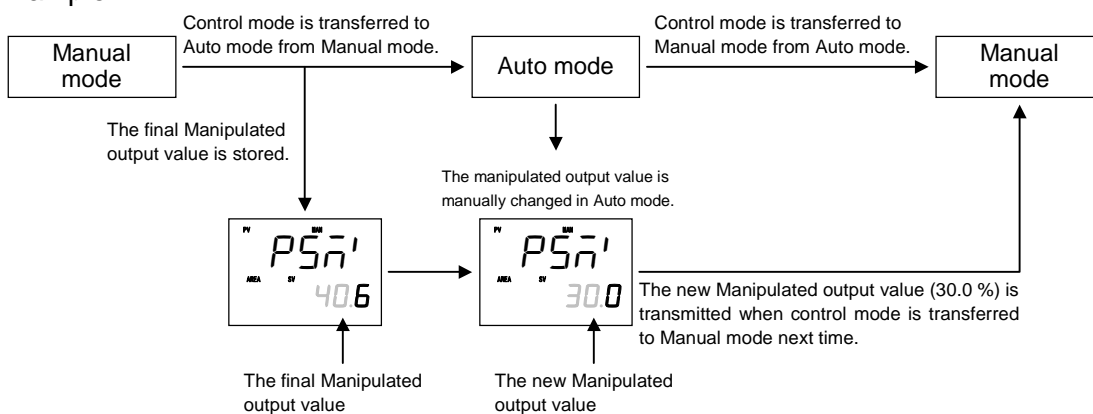 Control mode is transferred to
Auto mode from Manual mode.
Control mode is transferred to
Manual mode from Auto mode.
Manual
mode
Auto mode
Manual
mode
The final Manipulated
output value is stored.
The manipulated output value is
manually changed in Auto mode.
PV MAN
AREA SV
40.6
PV MAN
AREA SV
30.0
The new Manipulated output value (30.0 %) is
transmitted when control mode is transferred
to Manual mode next time.
The final Manipulated
output value
The new Manipulated
output value